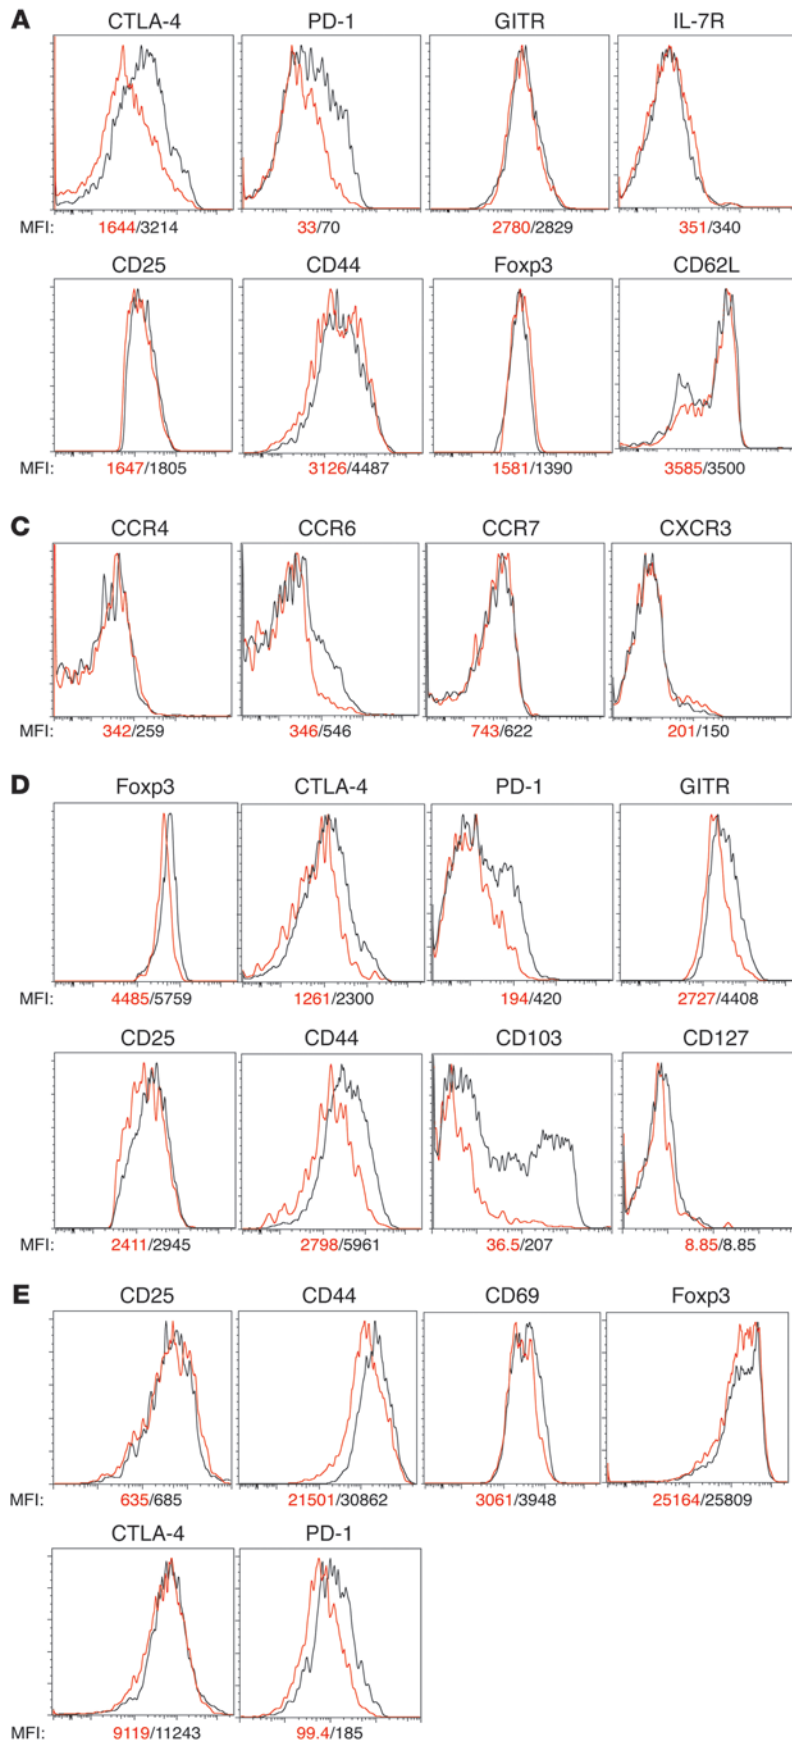 A
CTLA-4 PD-1 GITR IL-7R
MFI: 1644/3214 33/70 2780/2829 351/340
CD25 CD44 Foxp3 CD62L
MFI: 1647/1805 3126/4487 1581/1390 3585/3500
C
CCR4 CCR6 CCR7 CXCR3
MFI: 342/259 346/546 743/622 201/150
D
Foxp3 CTLA-4 PD-1 GITR
MFI: 4485/5759 1261/2300 194/420 2727/4408
CD25 CD44 CD103 CD127
MFI: 2411/2945 2798/5961 36.5/207 8.85/8.85
E
CD25 CD44 CD69 Foxp3
MFI: 635/685 21501/30862 3061/3948 25164/25809
CTLA-4 PD-1
MFI: 9119/11243 99.4/185